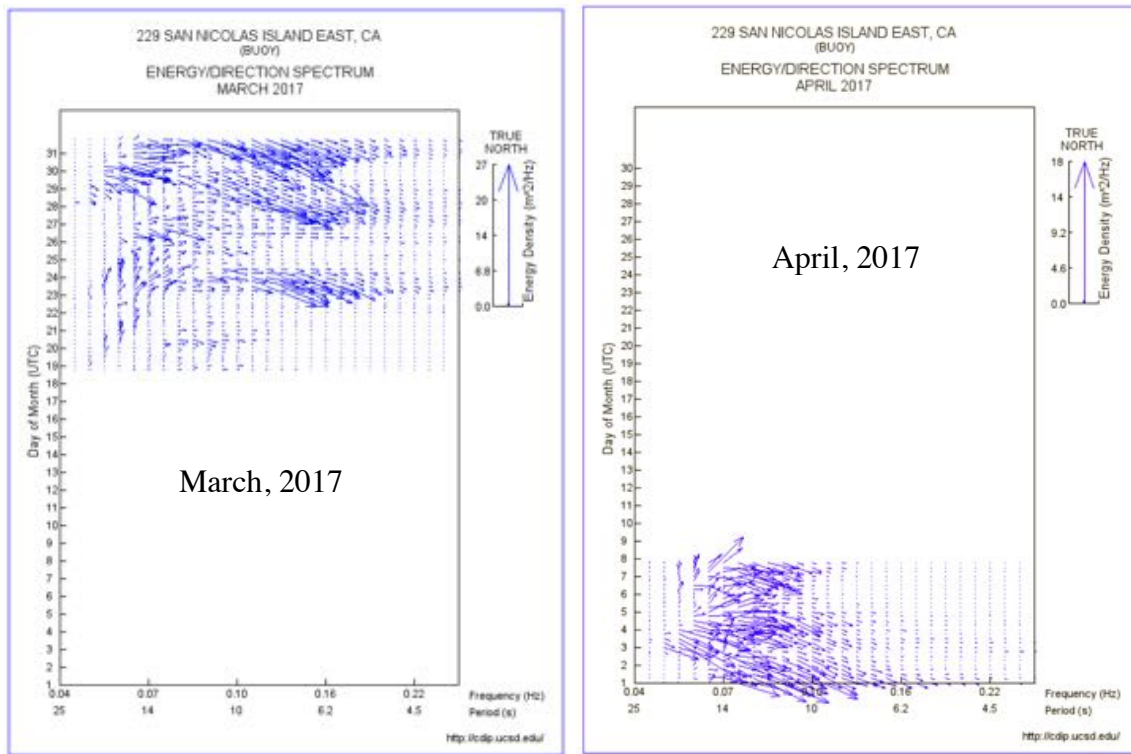 229 SAN NICOLAS ISLAND EAST, CA
(BUOY)
ENERGY/DIRECTION SPECTRUM
MARCH 2017
TRUE
NORTH
27
20
14
6.8
0.0
Energy Density (m^2/Hz)
Day of Month (UTC)
31
30
29
28
27
26
25
24
23
22
21
20
19
18
17
16
15
14
13
12
11
10
9
8
7
6
5
4
3
2
1
March, 2017
0.04 0.07 0.10 0.16 0.22 Frequency (Hz)
25 14 10 6.2 4.5 Period (s)
http://cdip.ucsd.edu/
229 SAN NICOLAS ISLAND EAST, CA
(BUOY)
ENERGY/DIRECTION SPECTRUM
APRIL 2017
TRUE
NORTH
18
14
9.2
4.6
0.0
Energy Density (m^2/Hz)
Day of Month (UTC)
30
29
28
27
26
25
24
23
22
21
20
19
18
17
16
15
14
13
12
11
10
9
8
7
6
5
4
3
2
1
April, 2017
0.04 0.07 0.10 0.16 0.22 Frequency (Hz)
25 14 10 6.2 4.5 Period (s)
http://cdip.ucsd.edu/